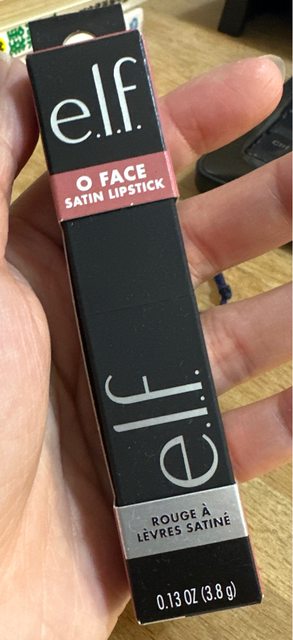 e.l.f.
O FACE
SATIN LIPSTICK
e.l.f.
ROUGE À
LÈVRES SATINÉ
0.13 OZ (3.8 g)